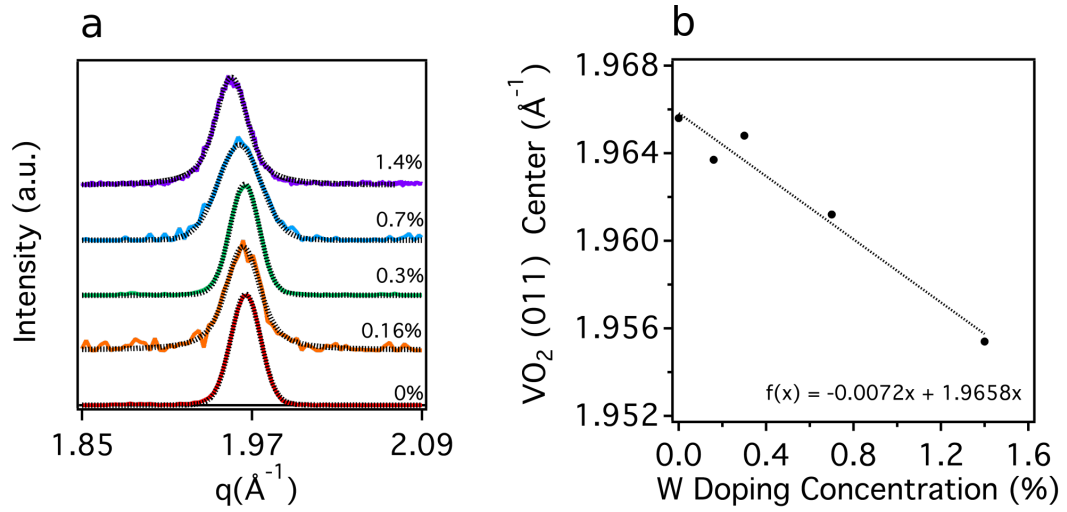 a
Intensity (a.u.)
1.4%
0.7%
0.3%
0.16%
0%
1.85
1.97
2.09
q(Å⁻¹)
b
VO₂ (011) Center (Å⁻¹)
1.968
1.964
1.960
1.956
1.952
f(x) = -0.0072x + 1.9658x
0.0
0.4
0.8
1.2
1.6
W Doping Concentration (%)